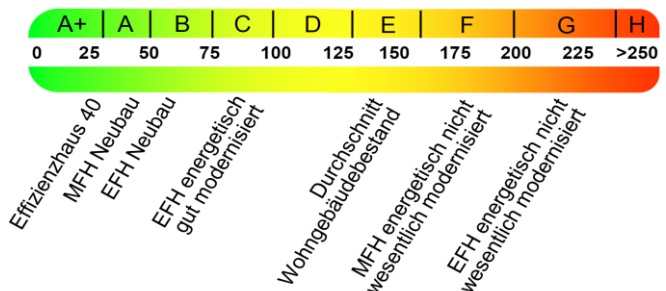 A+ A B C D E F G H
0 25 50 75 100 125 150 175 200 225 >250
Effizienzhaus 40
MFH Neubau
EFH Neubau
EFH energetisch
gut modernisiert
Durchschnitt
Wohngebäudebestand
MFH energetisch nicht
wesentlich modernisiert
EFH energetisch nicht
wesentlich modernisiert